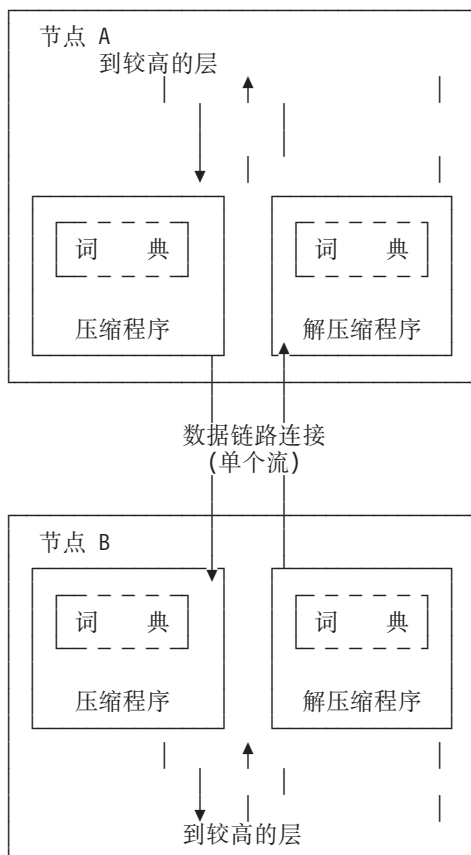 节点 A
到较高的层
词 典
词 典
压缩程序
解压缩程序
数据链路连接
(单个流)
节点 B
词 典
词 典
压缩程序
解压缩程序
到较高的层